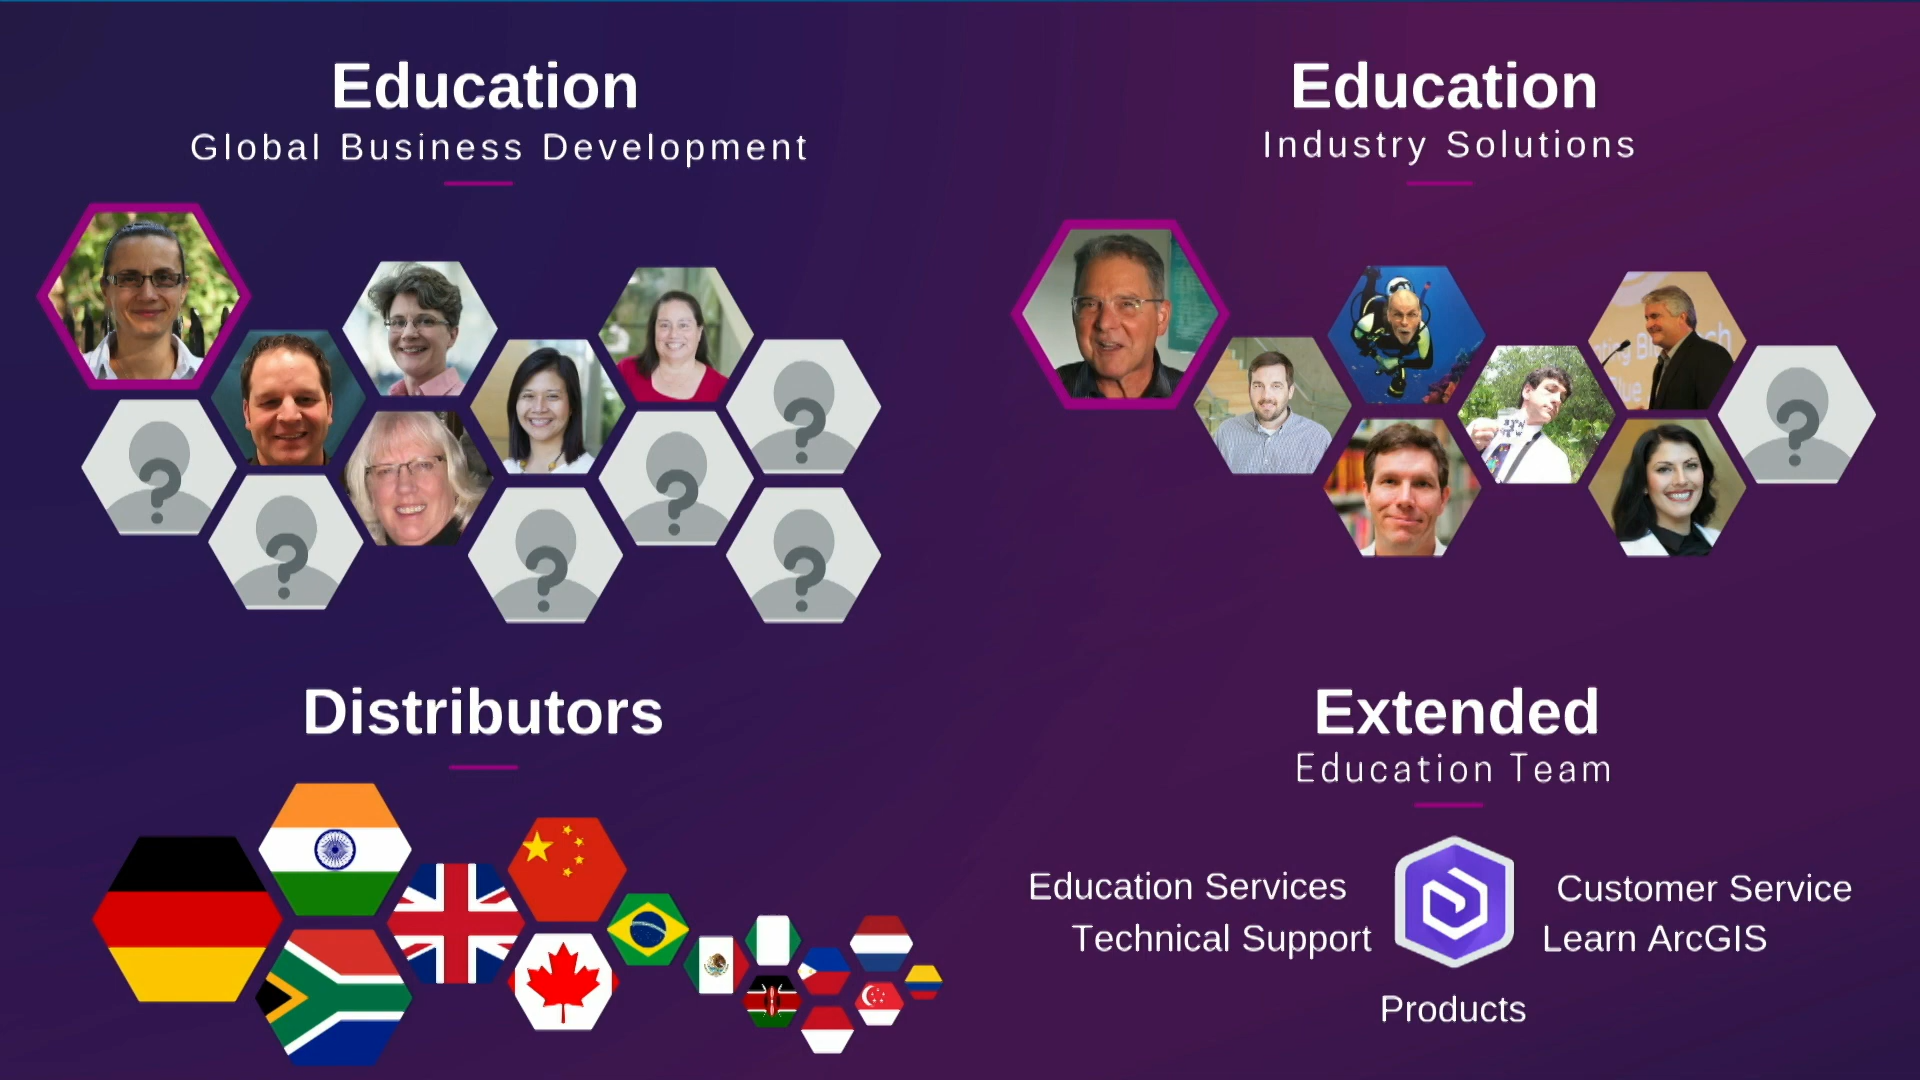 Education
Global Business Development
Education
Industry Solutions
Distributors
Extended
Education Team
Education Services
Technical Support
Customer Service
Learn ArcGIS
Products